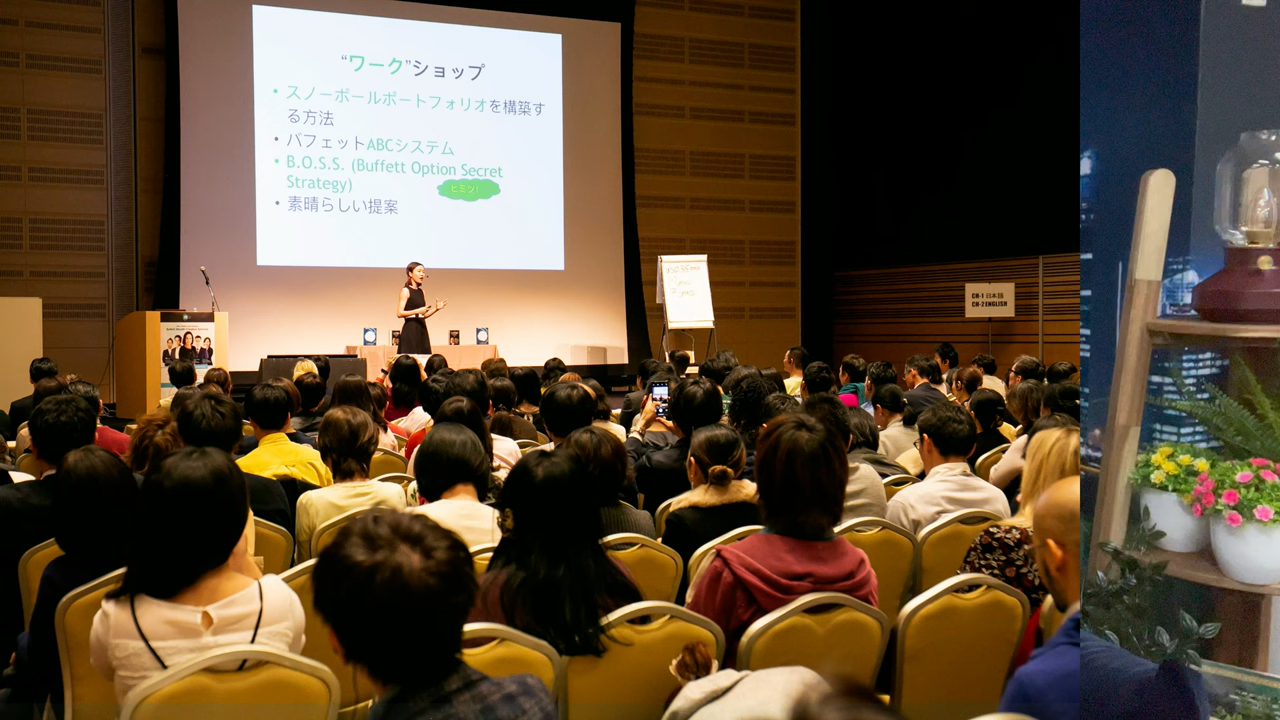 “ワーク”ショップ
• スノーボールポートフォリオを構築す
る方法
• バフェットABCシステム
• B.O.S.S. (Buffett Option Secret
Strategy)
ヒミツ!
• 素晴らしい提案
CH-1 日本語
CH-2 ENGLISH